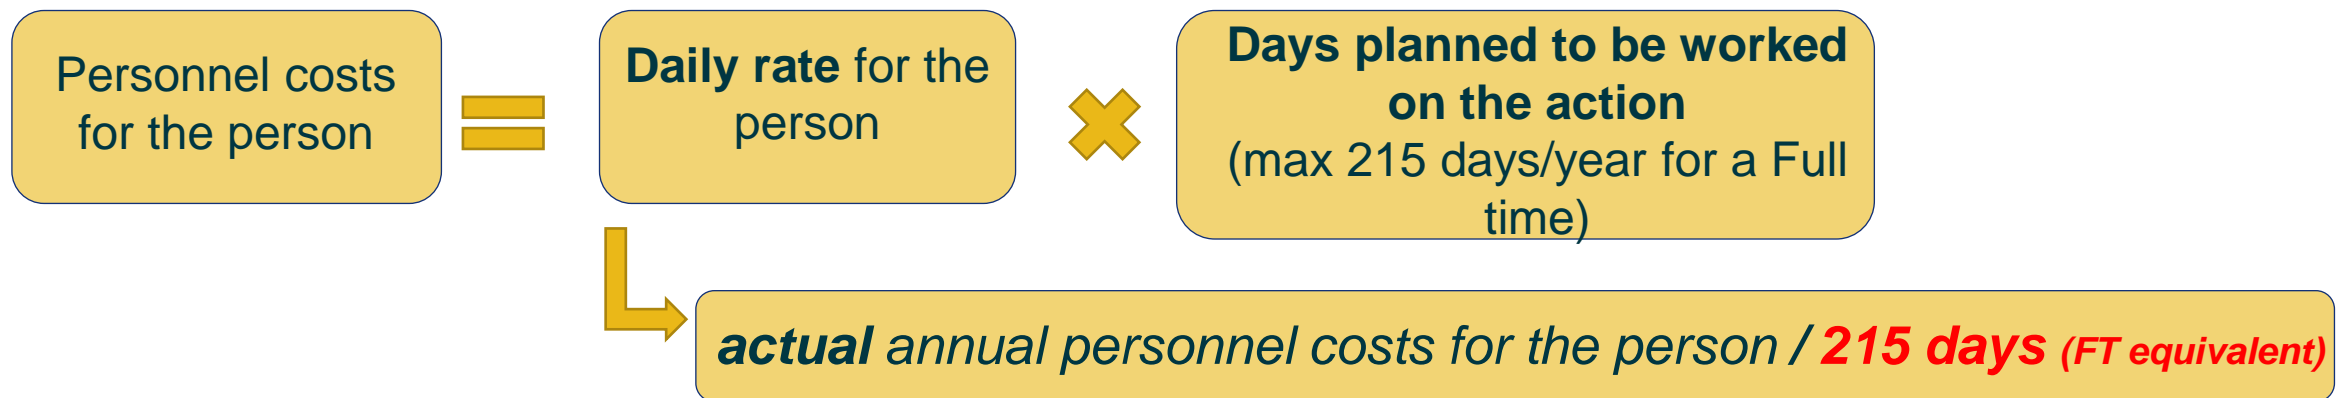 Personnel costs
for the person
Daily rate for the
person
Days planned to be worked
on the action
(max 215 days/year for a Full
time)
actual annual personnel costs for the person / 215 days (FT equivalent)